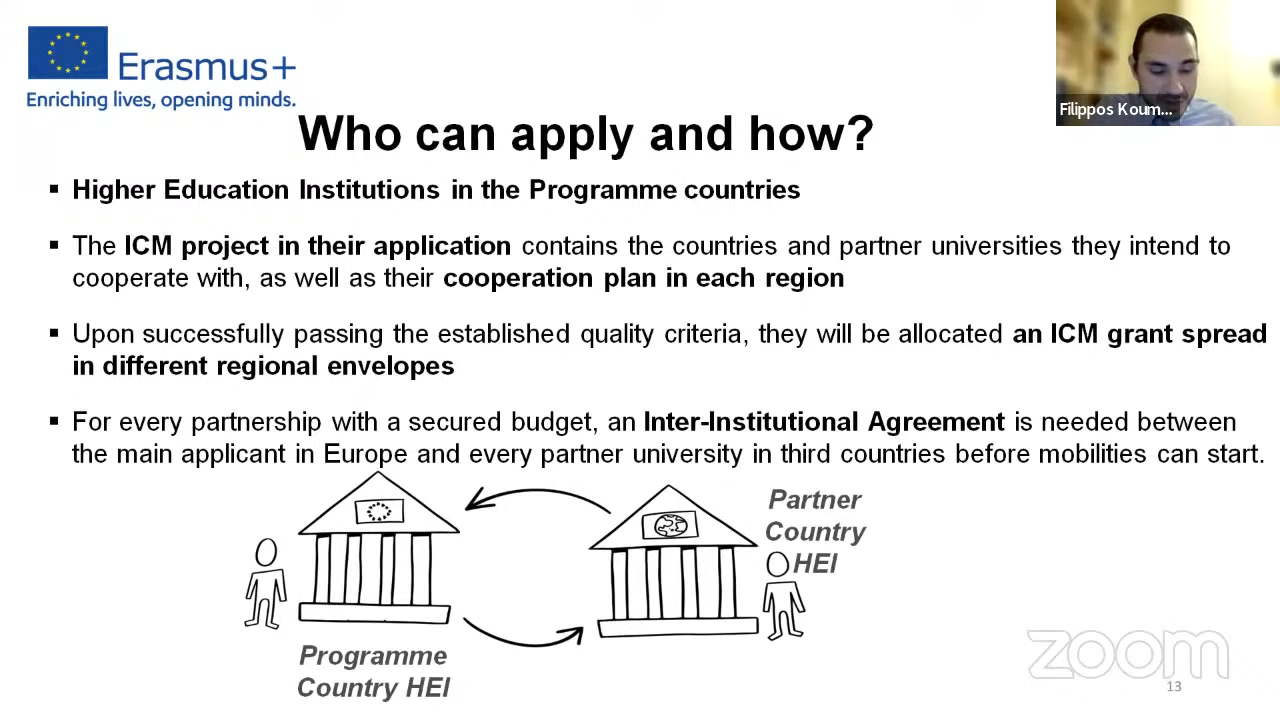 Erasmus+
Enriching lives, opening minds.
Filippos Koum...
Who can apply and how?
▪ Higher Education Institutions in the Programme countries
▪ The ICM project in their application contains the countries and partner universities they intend to
cooperate with, as well as their cooperation plan in each region
▪ Upon successfully passing the established quality criteria, they will be allocated an ICM grant spread
in different regional envelopes
▪ For every partnership with a secured budget, an Inter-Institutional Agreement is needed between
the main applicant in Europe and every partner university in third countries before mobilities can start.
Partner
Country
HEI
Programme
Country HEI
zoom
13